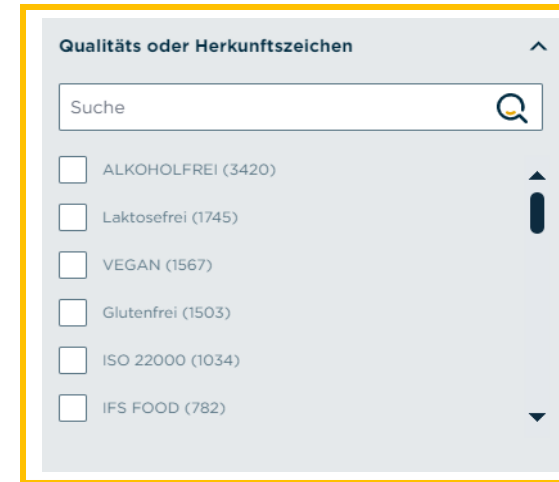 Qualitäts oder Herkunftszeichen
Suche
ALKOHOLFREI (3420)
Laktosefrei (1745)
VEGAN (1567)
Glutenfrei (1503)
ISO 22000 (1034)
IFS FOOD (782)